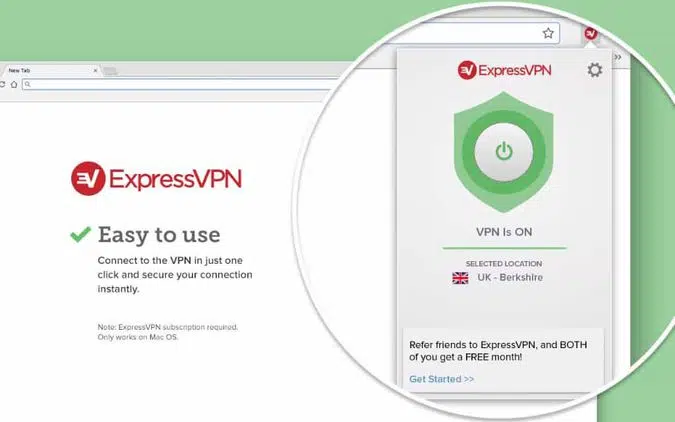 New Tab
ExpressVPN
Easy to use
Connect to the VPN in just one
click and secure your connection
instantly.
Note: ExpressVPN subscription required.
Only works on Mac OS.
ExpressVPN
VPN Is ON
SELECTED LOCATION
UK - Berkshire
Refer friends to ExpressVPN, and BOTH
of you get a FREE month!
Get Started >>